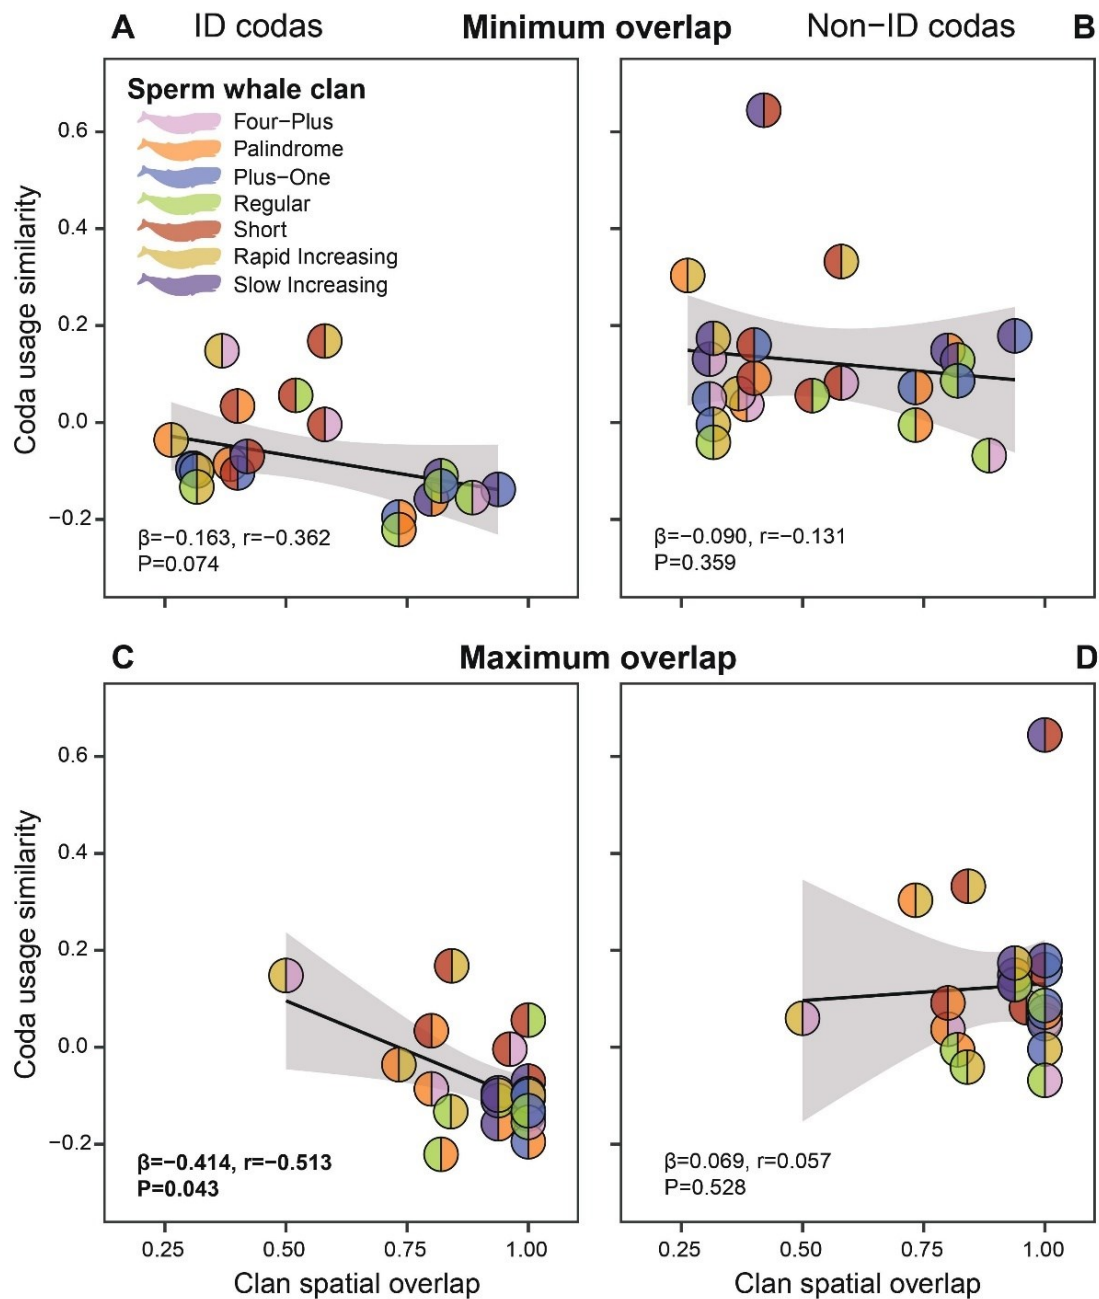 A ID codas Minimum overlap Non−ID codas B
Sperm whale clan
Four−Plus
Palindrome
Plus−One
Regular
Short
Rapid Increasing
Slow Increasing
Coda usage similarity
0.6
0.4
0.2
0.0
−0.2
β=−0.163, r=−0.362
P=0.074
β=−0.090, r=−0.131
P=0.359
C Maximum overlap D
Coda usage similarity
0.6
0.4
0.2
0.0
−0.2
β=−0.414, r=−0.513
P=0.043
β=0.069, r=0.057
P=0.528
0.25 0.50 0.75 1.00
0.25 0.50 0.75 1.00
Clan spatial overlap
Clan spatial overlap